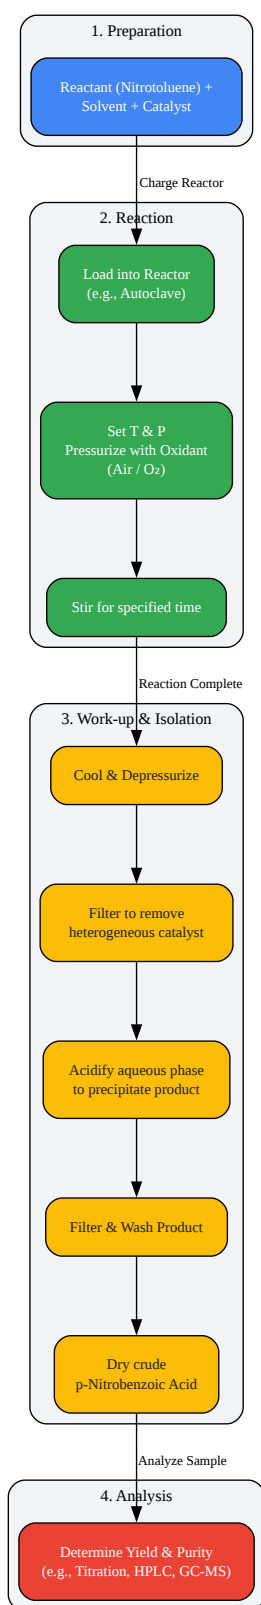 1. Preparation
Reactant (Nitrotoluene) +
Solvent + Catalyst
Charge Reactor
2. Reaction
Load into Reactor
(e.g., Autoclave)
Set T & P
Pressurize with Oxidant
(Air / O₂)
Stir for specified time
Reaction Complete
3. Work-up & Isolation
Cool & Depressurize
Filter to remove
heterogeneous catalyst
Acidify aqueous phase
to precipitate product
Filter & Wash Product
Dry crude
p-Nitrobenzoic Acid
Analyze Sample
4. Analysis
Determine Yield & Purity
(e.g., Titration, HPLC, GC-MS)